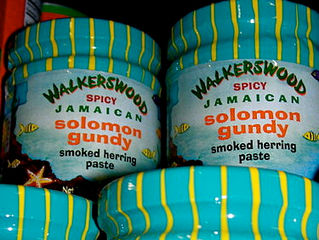 WALKERSWOOD
SPICY
JAMAICAN
solomon
gundy
smoked herring
paste
WALKERSWOOD
SPICY
JAMAICAN
solomon
gundy
smoked herring
paste